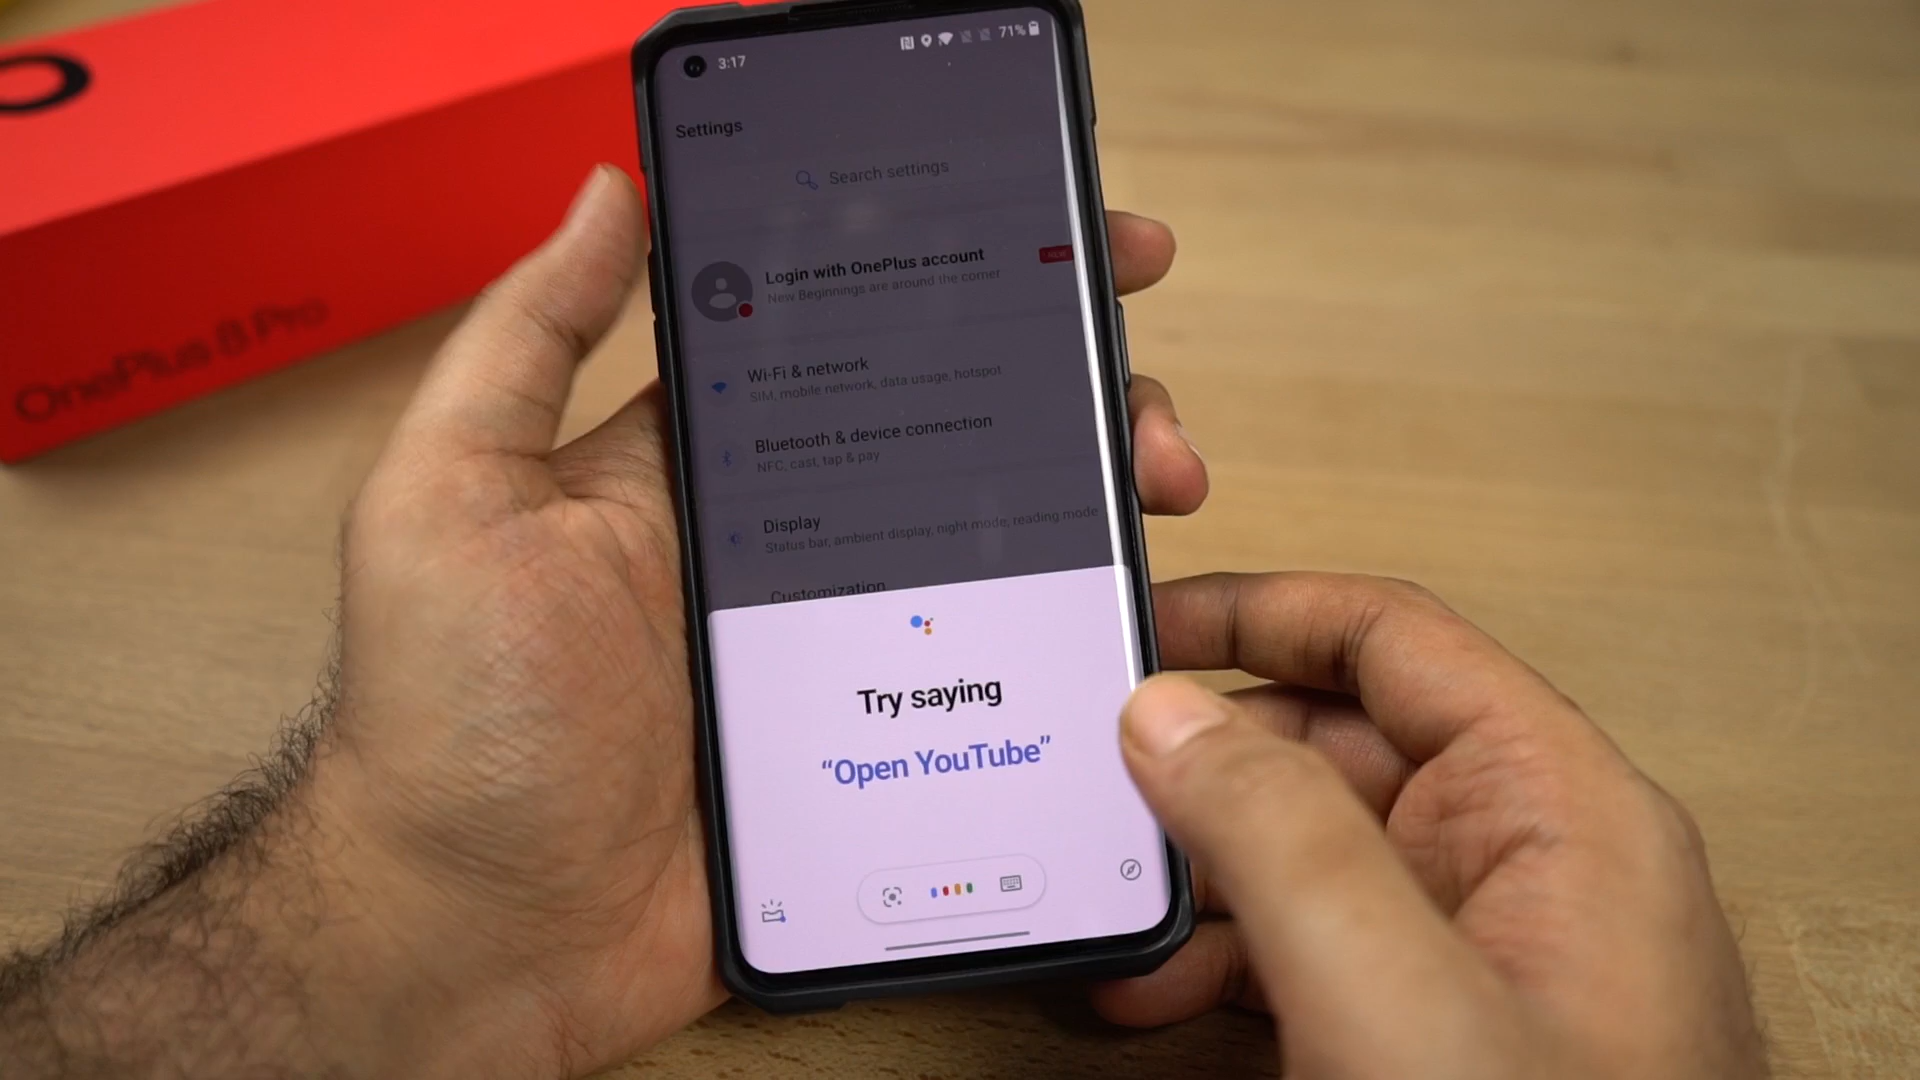 3:17
71%
Settings
Search settings
Login with OnePlus account
New Beginnings are around the corner
NEW
Wi-Fi & network
SIM, mobile network, data usage, hotspot
Bluetooth & device connection
NFC, cast, tap & pay
Display
Status bar, ambient display, night mode, reading mode
Customization
Try saying
“Open YouTube”
OnePlus 8 Pro